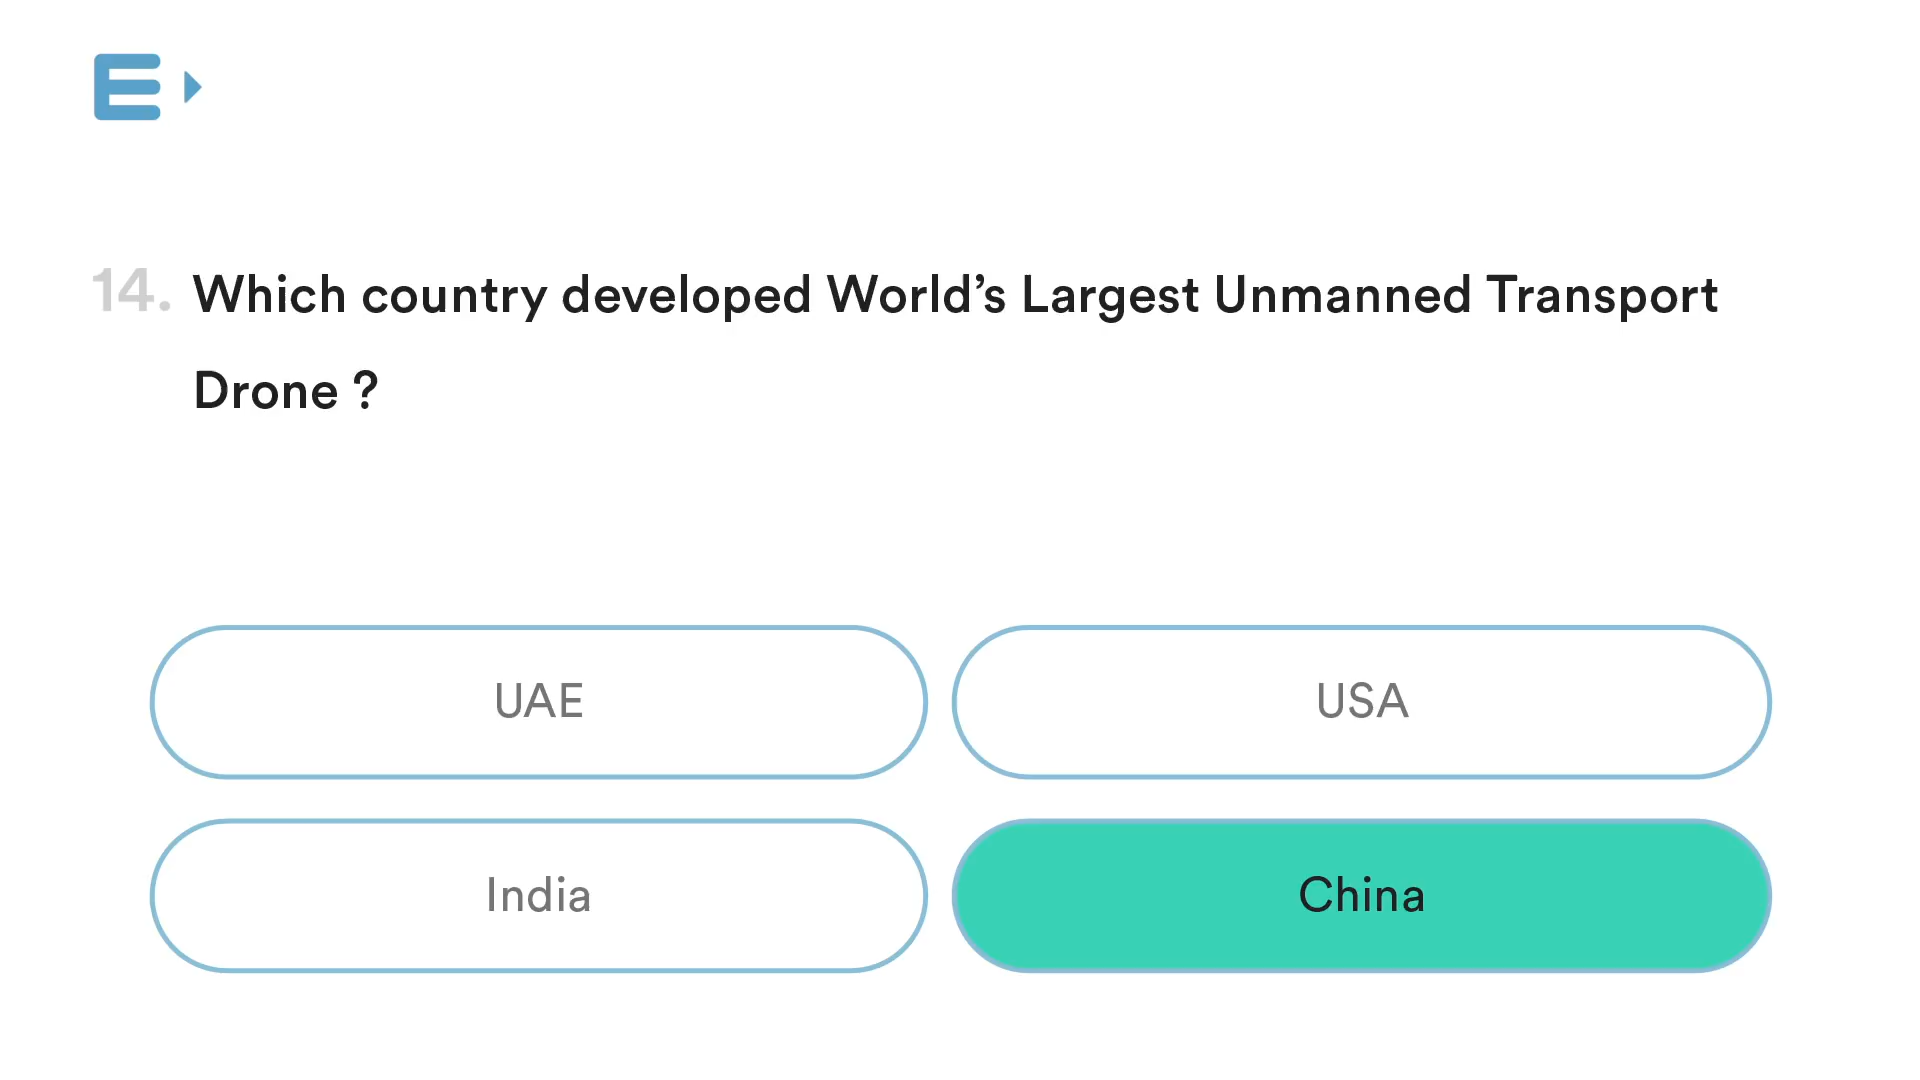 E
14. Which country developed World’s Largest Unmanned Transport
Drone ?
UAE
USA
India
China